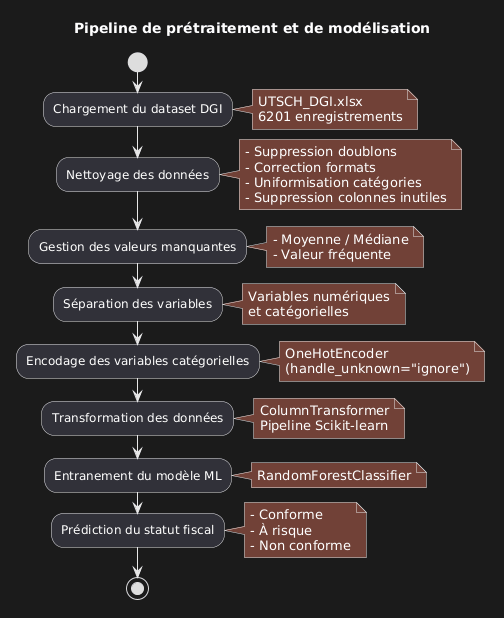 Pipeline de prétraitement et de modélisation
Chargement du dataset DGI
UTSCH_DGI.xlsx
6201 enregistrements
Nettoyage des données
- Suppression doublons
- Correction formats
- Uniformisation catégories
- Suppression colonnes inutiles
Gestion des valeurs manquantes
- Moyenne / Médiane
- Valeur fréquente
Séparation des variables
Variables numériques
et catégorielles
Encodage des variables catégorielles
OneHotEncoder
(handle_unknown="ignore")
Transformation des données
ColumnTransformer
Pipeline Scikit-learn
Entranement du modèle ML
RandomForestClassifier
Prédiction du statut fiscal
- Conforme
- À risque
- Non conforme